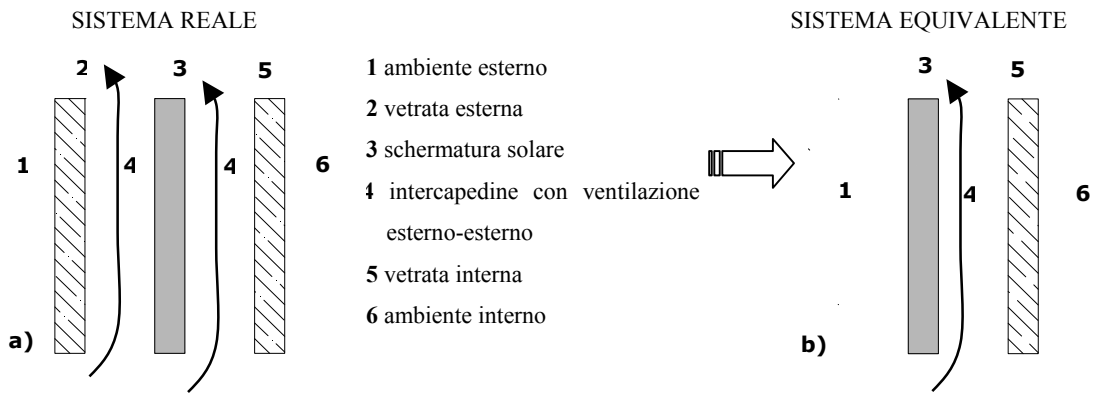 SISTEMA REALE
SISTEMA EQUIVALENTE
2 3 5
1 4 4 6
a)
1 ambiente esterno
2 vetrata esterna
3 schermatura solare
4 intercapedine con ventilazione
esterno-esterno
5 vetrata interna
6 ambiente interno
3 5
1 4 6
b)